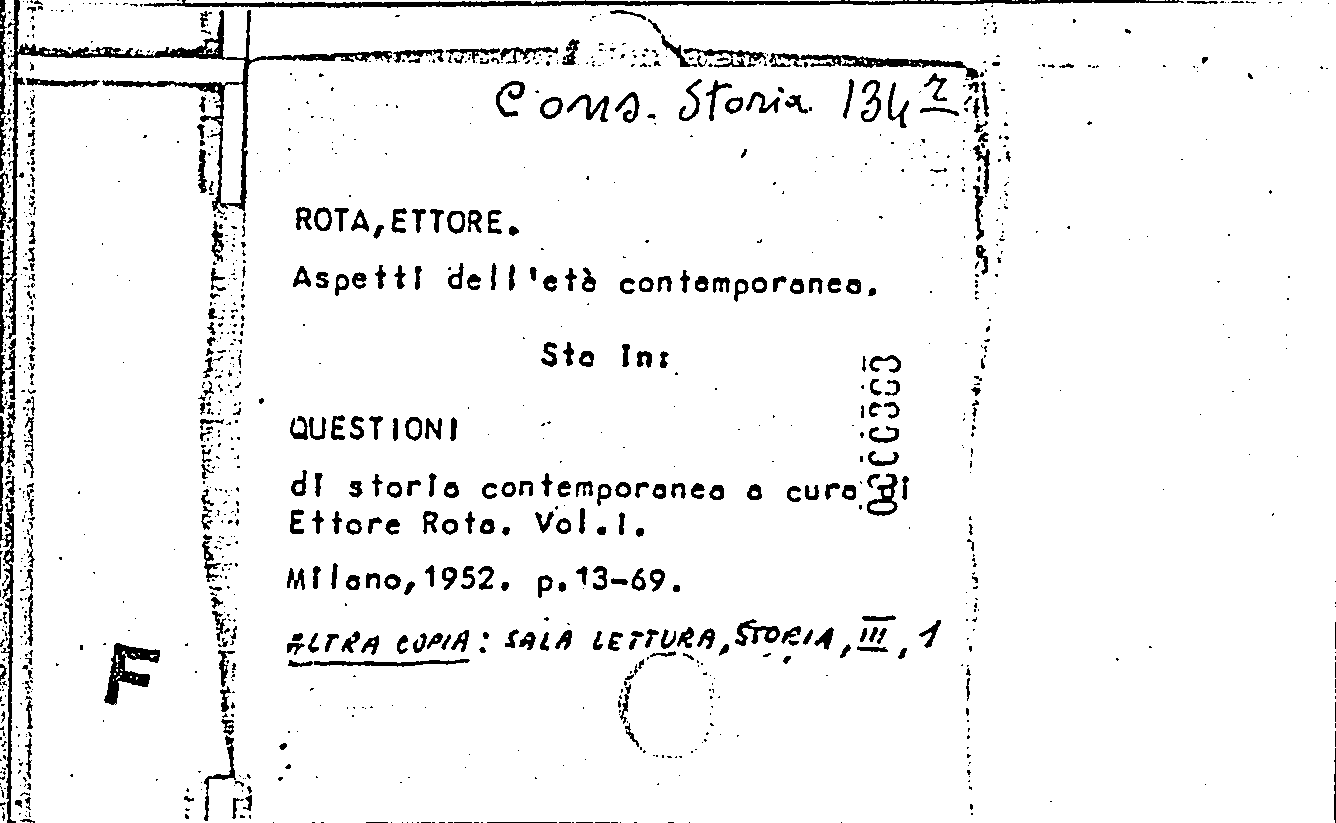 Cons. Storia 134 2
ROTA,ETTORE.
Aspetti dell'età contemporanea.
Sta in:
QUESTIONI
di storia contemporanea a cura di
Ettore Rota. Vol.I.
Milano,1952. p.13-69.
ALTRA COPIA: SALA LETTURA, STORIA, III, 1
F